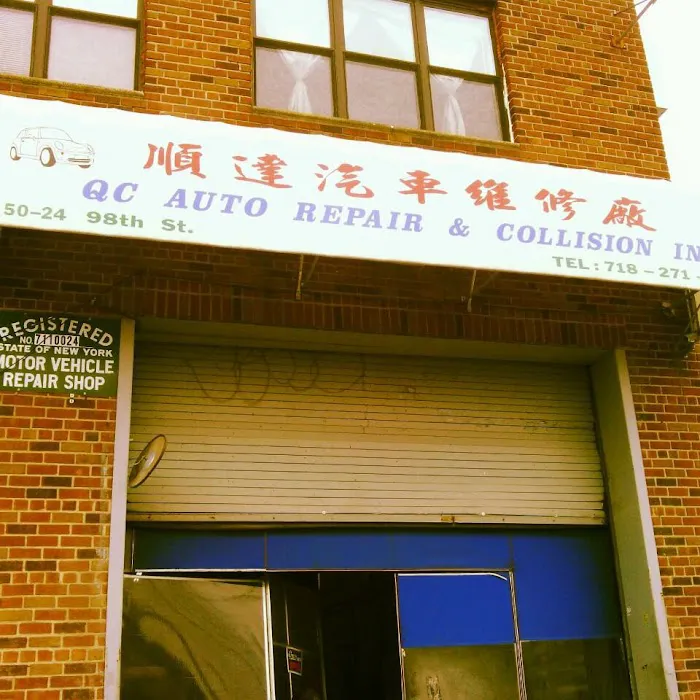 順達汽車維修廠
QC AUTO REPAIR & COLLISION IN
50-24 98th St.
TEL:718-271
REGISTERED
NO. 7110024
STATE OF NEW YORK
MOTOR VEHICLE
REPAIR SHOP